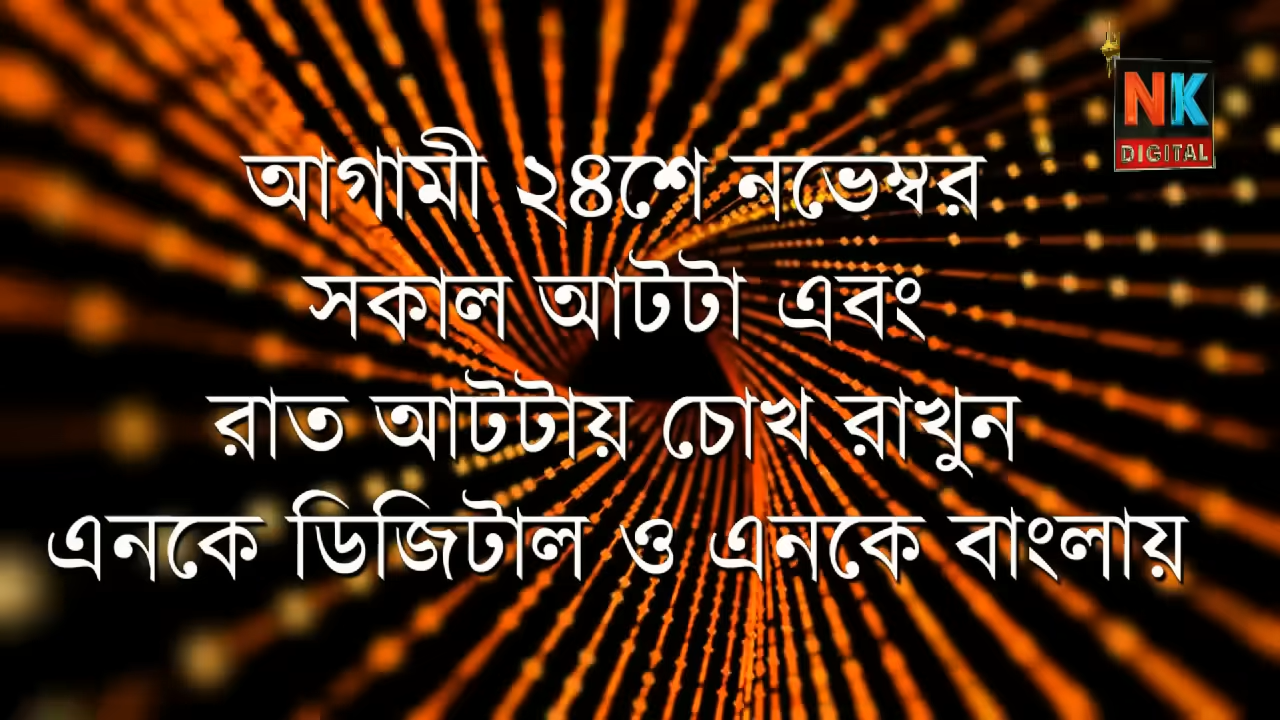 NK
DIGITAL
আগামী ২৪শে নভেম্বর
সকাল আটটা এবং
রাত আটটায় চোখ রাখুন
এনকে ডিজিটাল ও এনকে বাংলায়